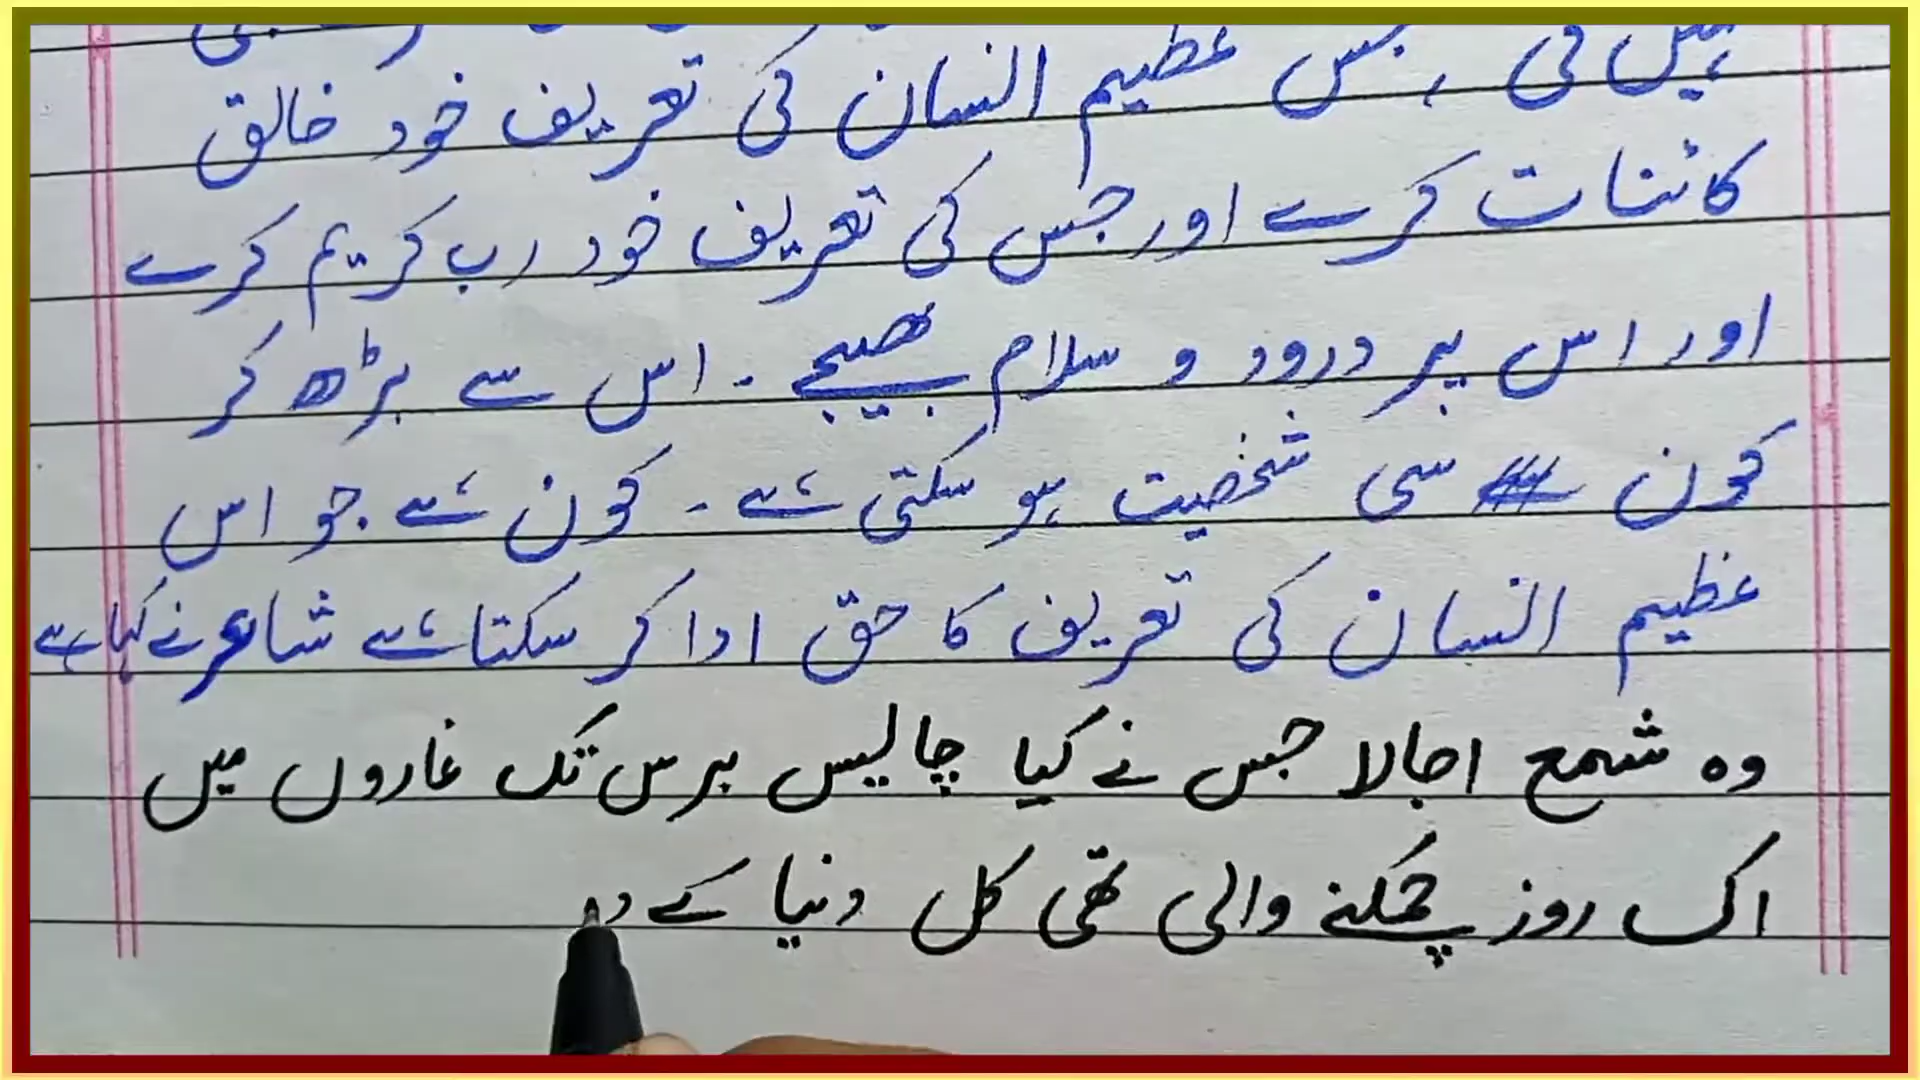 جس عظیم انسان کی تعریف خود خالق
کائنات کرے اور جس کی تعریف خود رب کریم کرے
اور اس پر درود و سلام بھیجے ۔ اس سے بڑھ کر
کون سی شخصیت ہو سکتی ہے ۔ کون ہے جو اس
عظیم انسان کی تعریف کا حق ادا کر سکتا ہے شاعر نے کہا ہے
وہ شمع اجالا جس نے کیا چالیس برس تک غاروں میں
اک روز چمکنے والی تھی کل دنیا کے